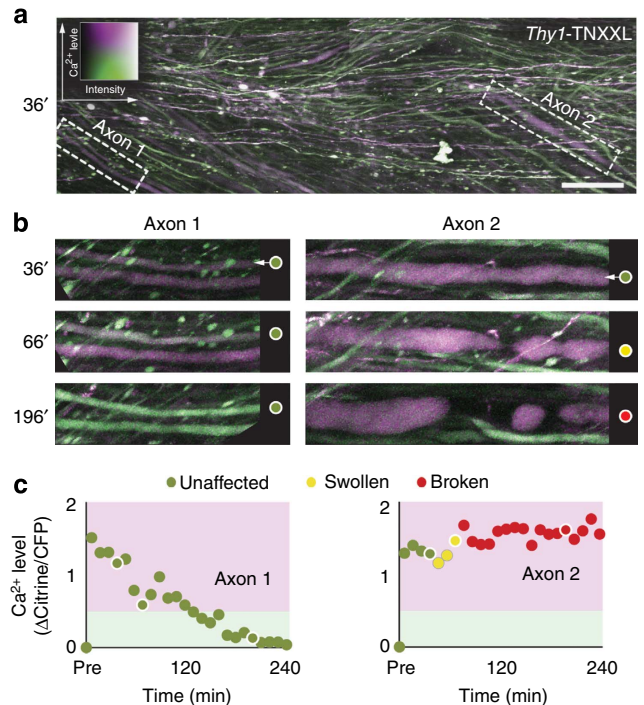 a
Thy1-TNXXL
Ca2+ levle
Intensity
36′
Axon 1
Axon 2
b
Axon 1
Axon 2
36′
66′
196′
c
Unaffected
Swollen
Broken
Ca2+ level
(ΔCitrine/CFP)
2
1
0
Axon 1
Pre
120
240
Time (min)
2
1
0
Axon 2
Pre
120
240
Time (min)